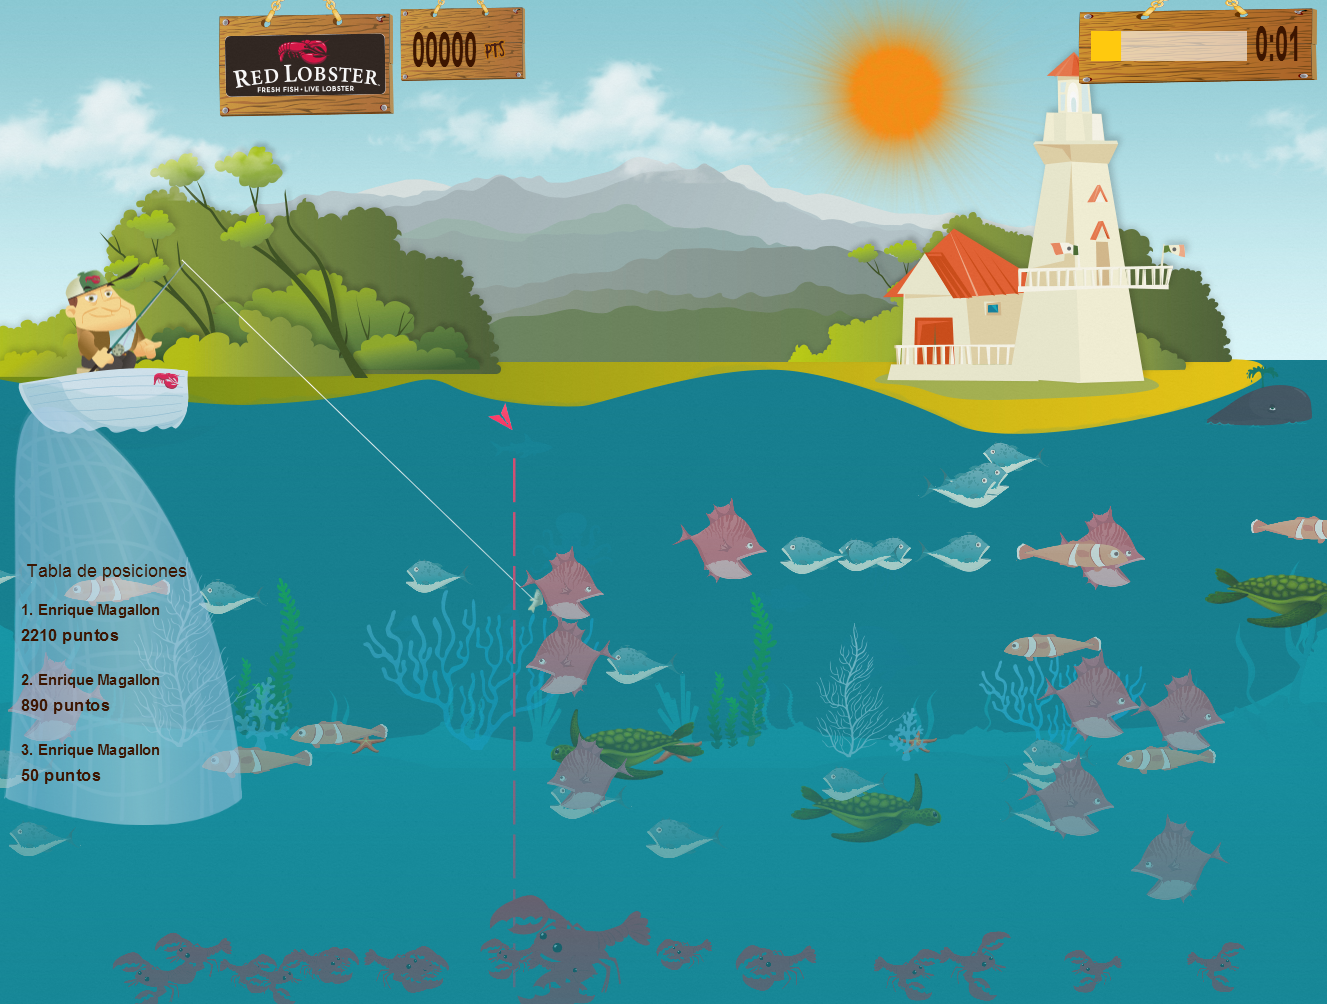 RED LOBSTER
FRESH FISH • LIVE LOBSTER
00000 PTS
0:01
Tabla de posiciones
1. Enrique Magallon
2210 puntos
2. Enrique Magallon
890 puntos
3. Enrique Magallon
50 puntos